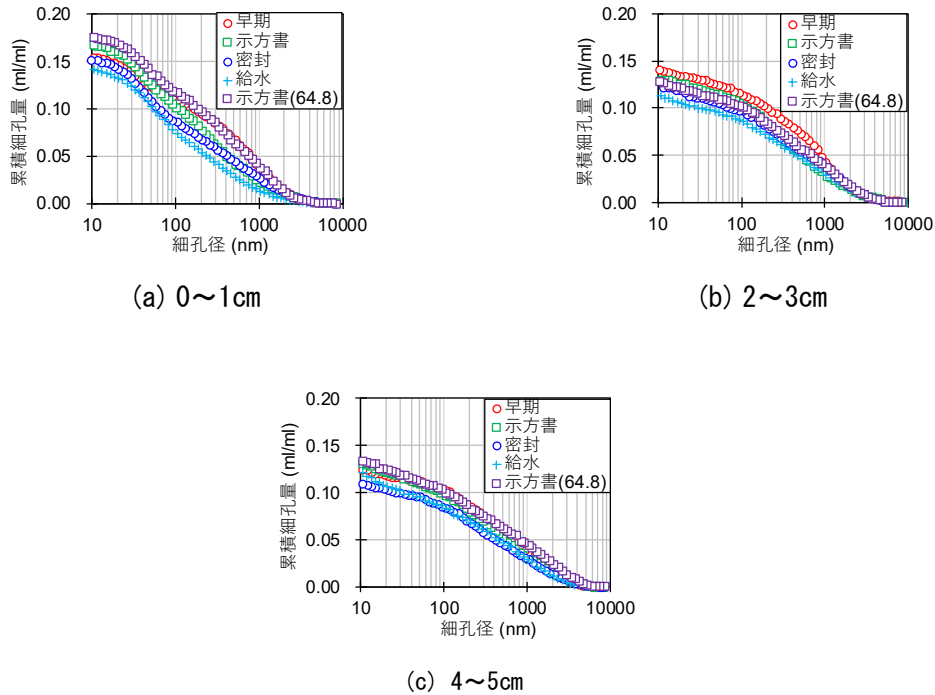 0.20
0.15
0.10
0.05
0.00
累積細孔量 (ml/ml)
早期
示方書
密封
給水
示方書(64.8)
10 100 1000 10000
細孔径 (nm)
(a) 0～1cm
0.20
0.15
0.10
0.05
0.00
累積細孔量 (ml/ml)
早期
示方書
密封
給水
示方書(64.8)
10 100 1000 10000
細孔径 (nm)
(b) 2～3cm
0.20
0.15
0.10
0.05
0.00
累積細孔量 (ml/ml)
早期
示方書
密封
給水
示方書(64.8)
10 100 1000 10000
細孔径 (nm)
(c) 4～5cm